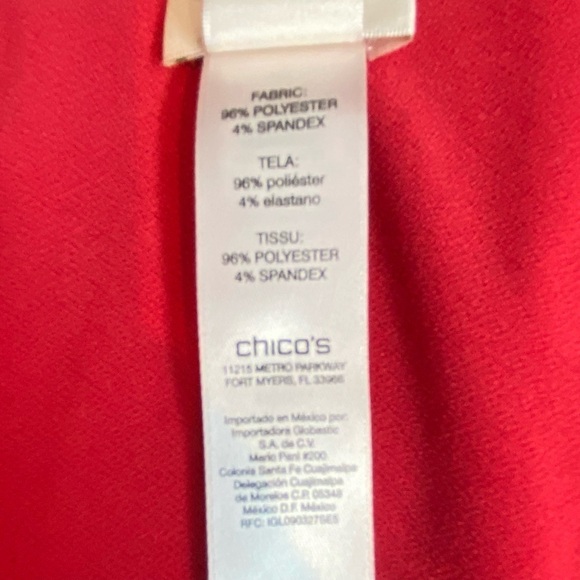 FABRIC:
96% POLYESTER
4% SPANDEX
TELA:
96% poliéster
4% elastano
TISSU:
96% POLYESTER
4% SPANDEX
chico's
11215 METRO PARKWAY
FORT MYERS, FL 33966
Importado en México por:
Importadora Globastic
S.A. de C.V.
Mario Pani #200
Colonia Santa Fe Cuajimalpa
Delegación Cuajimalpa
de Morelos C.P. 05348
México D.F. México
RFC: